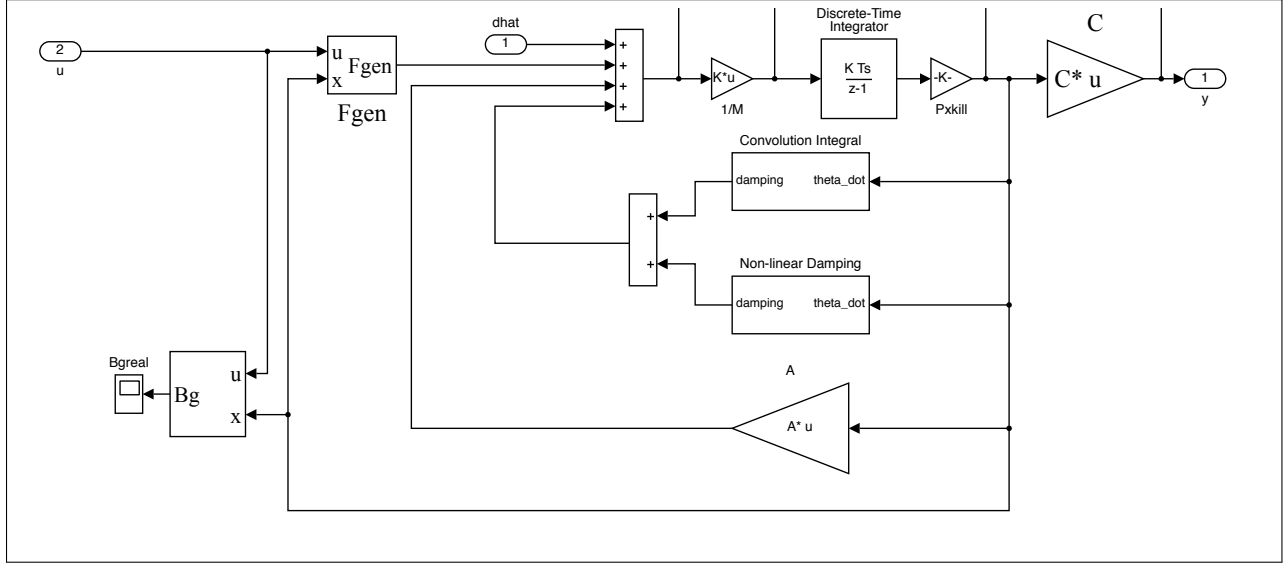 2
u
u
x
Fgen
Fgen
dhat
1
+
+
+
+
K*u
1/M
Discrete-Time
Integrator
K Ts
z-1
-K-
Pxkill
C
C* u
1
y
Convolution Integral
damping
theta_dot
+
+
Non-linear Damping
damping
theta_dot
A
A* u
Bgreal
Bg
u
x